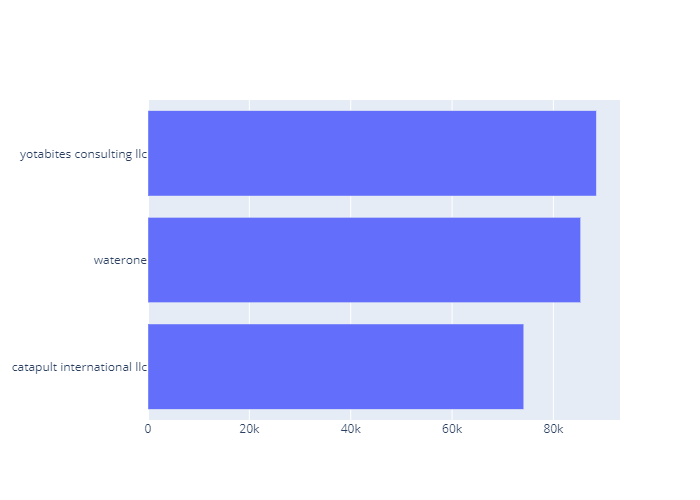 yotabites consulting llc
waterone
catapult international llc
0 20k 40k 60k 80k